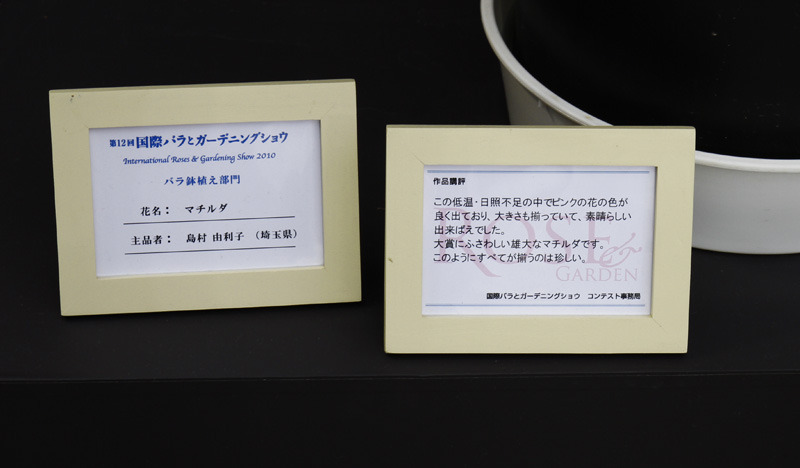 第12回 国際バラとガーデニングショウ
International Roses & Gardening Show 2010
バラ鉢植え部門
花名： マチルダ
主品者： 島村 由利子 （埼玉県）
作品講評
この低温・日照不足の中でピンクの花の色が
良く出ており、大きさも揃っていて、素晴らしい
出来ばえでした。
大賞にふさわしい雄大なマチルダです。
このようにすべてが揃うのは珍しい。
ROSE &
GARDEN
国際バラとガーデニングショウ コンテスト事務局